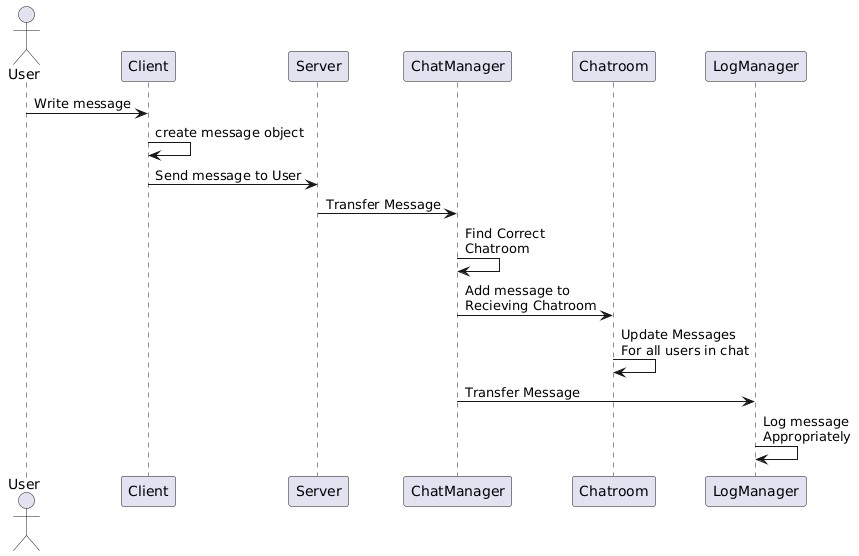 User
Client
Server
ChatManager
Chatroom
LogManager
Write message
create message object
Send message to User
Transfer Message
Find Correct
Chatroom
Add message to
Recieving Chatroom
Update Messages
For all users in chat
Transfer Message
Log message
Appropriately
User
Client
Server
ChatManager
Chatroom
LogManager